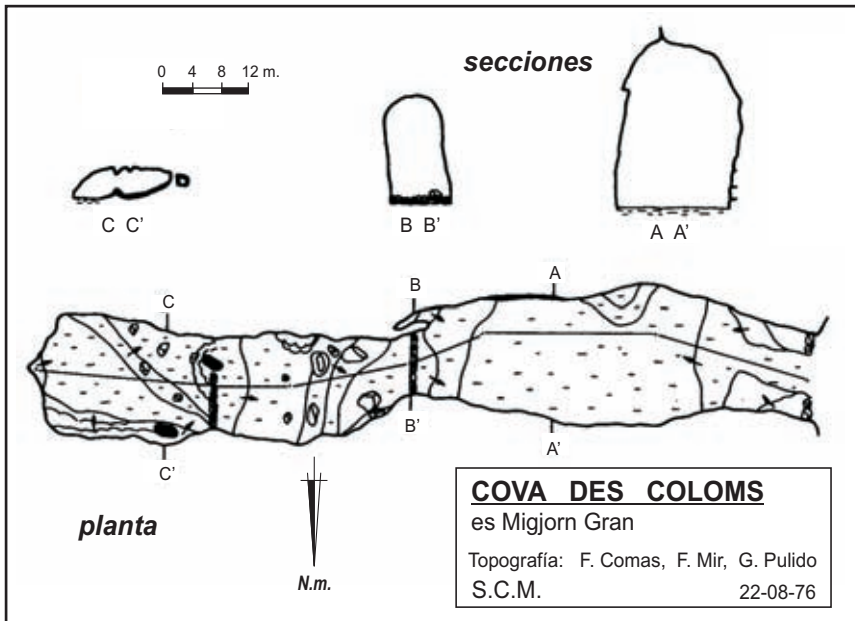 secciones
0 4 8 12 m.
C C'
B B'
A A'
A
B
C
C'
B'
A'
planta
N.m.
COVA DES COLOMS
es Migjorn Gran
Topografía: F. Comas, F. Mir, G. Pulido
S.C.M. 22-08-76